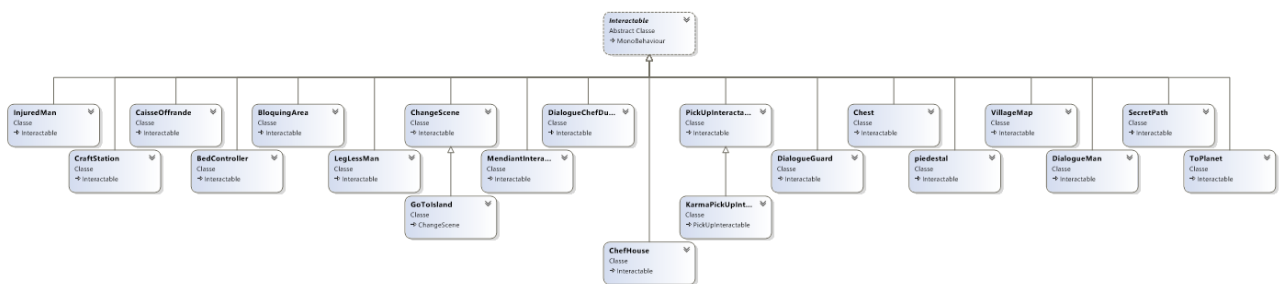 Interactable
Abstract Classe
MonoBehaviour
InjuredMan
Classe
Interactable
CaisseOffrande
Classe
Interactable
BloquingArea
Classe
Interactable
ChangeScene
Classe
Interactable
DialogueChefDu...
Classe
Interactable
PickUpInteracta...
Classe
Interactable
Chest
Classe
Interactable
VillageMap
Classe
Interactable
SecretPath
Classe
Interactable
CraftStation
Classe
Interactable
BedController
Classe
Interactable
LegLessMan
Classe
Interactable
MendiantIntera...
Classe
Interactable
DialogueGuard
Classe
Interactable
piedestal
Classe
Interactable
DialogueMan
Classe
Interactable
ToPlanet
Classe
Interactable
GoToIsland
Classe
ChangeScene
KarmaPickUpInt...
Classe
PickUpInteractable
ChefHouse
Classe
Interactable